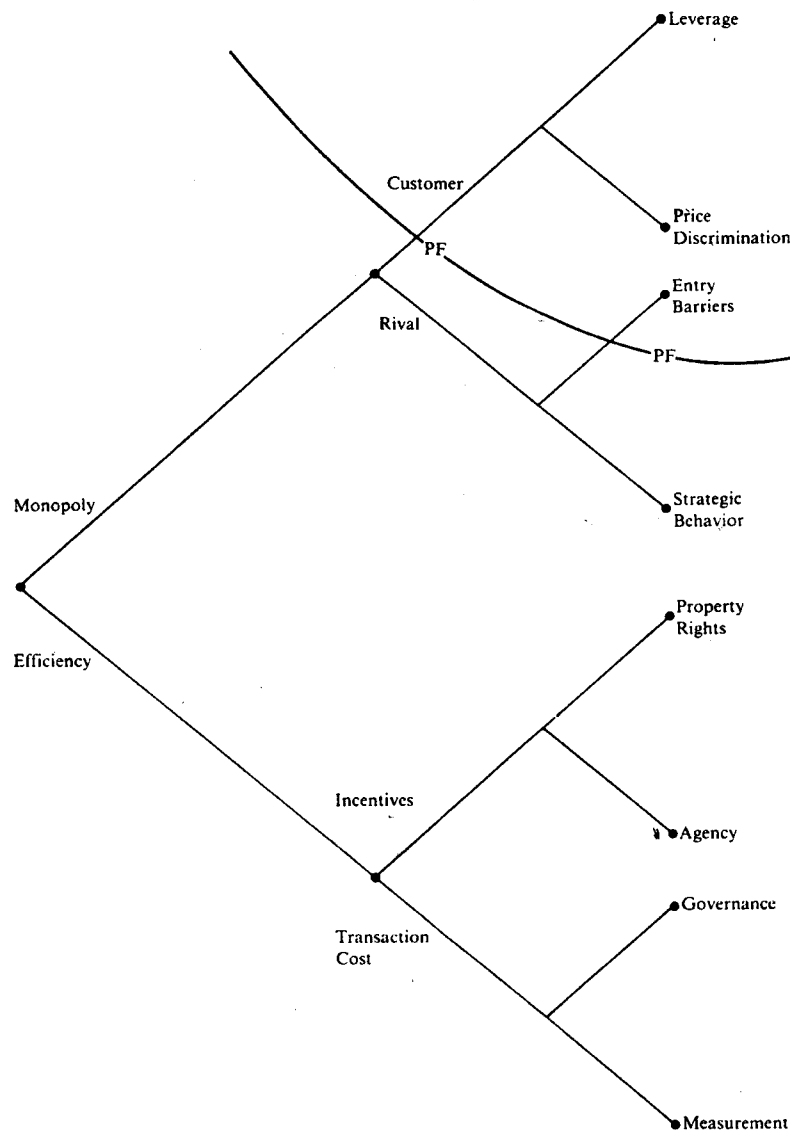 Leverage
Customer
Price
Discrimination
PF
Entry
Barriers
Rival
PF
Monopoly
Strategic
Behavior
Property
Rights
Efficiency
Incentives
Agency
Governance
Transaction
Cost
Measurement